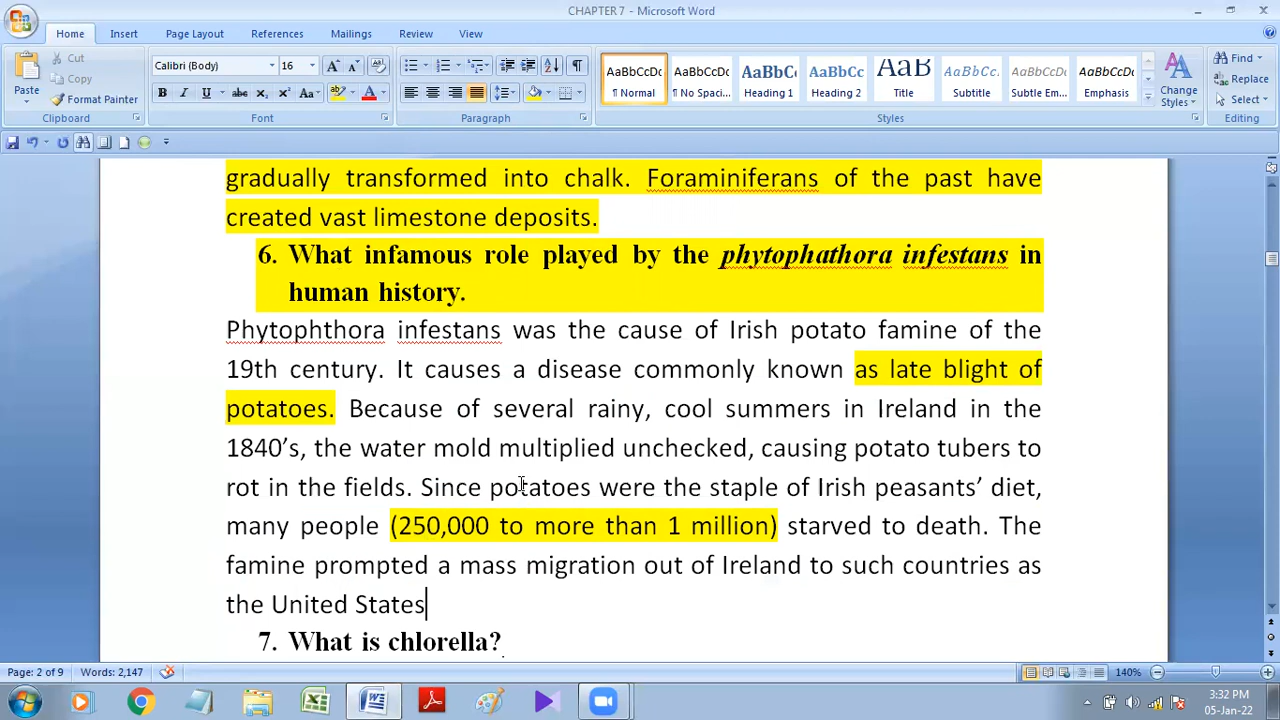 CHAPTER 7 - Microsoft Word
Home Insert Page Layout References Mailings Review View
Paste
Cut
Copy
Format Painter
Clipboard
Calibri (Body) 16
Font
Paragraph
AaBbCcDc AaBbCcDc AaBbCc AaBbCc AaB AaBbCcL AaBbCcDc AaBbCcDc
¶ Normal ¶ No Spaci... Heading 1 Heading 2 Title Subtitle Subtle Em... Emphasis
Styles
Change
Styles
Find
Replace
Select
Editing
gradually transformed into chalk. Foraminiferans of the past have
created vast limestone deposits.
6. What infamous role played by the phytophathora infestans in
human history.
Phytophthora infestans was the cause of Irish potato famine of the
19th century. It causes a disease commonly known as late blight of
potatoes. Because of several rainy, cool summers in Ireland in the
1840’s, the water mold multiplied unchecked, causing potato tubers to
rot in the fields. Since potatoes were the staple of Irish peasants’ diet,
many people (250,000 to more than 1 million) starved to death. The
famine prompted a mass migration out of Ireland to such countries as
the United States
7. What is chlorella?
Page: 2 of 9 Words: 2,147 140%
3:32 PM
05-Jan-22